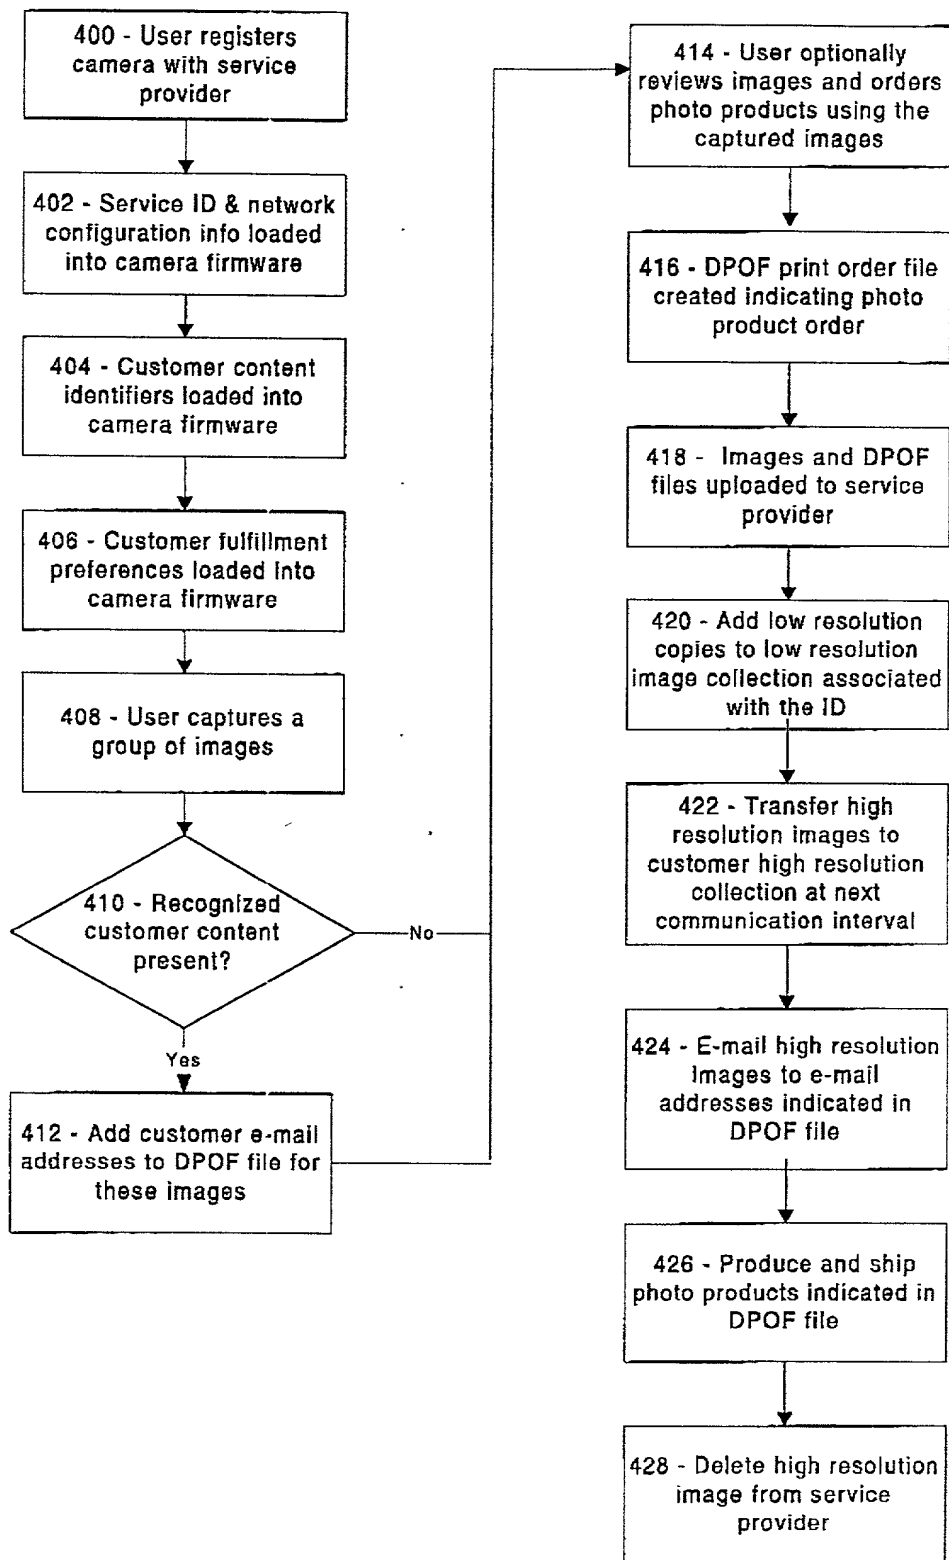 400 - User registers
camera with service
provider
402 - Service ID & network
configuration info loaded
into camera firmware
404 - Customer content
identifiers loaded into
camera firmware
406 - Customer fulfillment
preferences loaded into
camera firmware
408 - User captures a
group of images
410 - Recognized
customer content
present?
No
Yes
412 - Add customer e-mail
addresses to DPOF file for
these images
414 - User optionally
reviews images and orders
photo products using the
captured images
416 - DPOF print order file
created indicating photo
product order
418 - Images and DPOF
files uploaded to service
provider
420 - Add low resolution
copies to low resolution
image collection associated
with the ID
422 - Transfer high
resolution images to
customer high resolution
collection at next
communication interval
424 - E-mail high resolution
images to e-mail
addresses indicated in
DPOF file
426 - Produce and ship
photo products indicated in
DPOF file
428 - Delete high resolution
image from service
provider